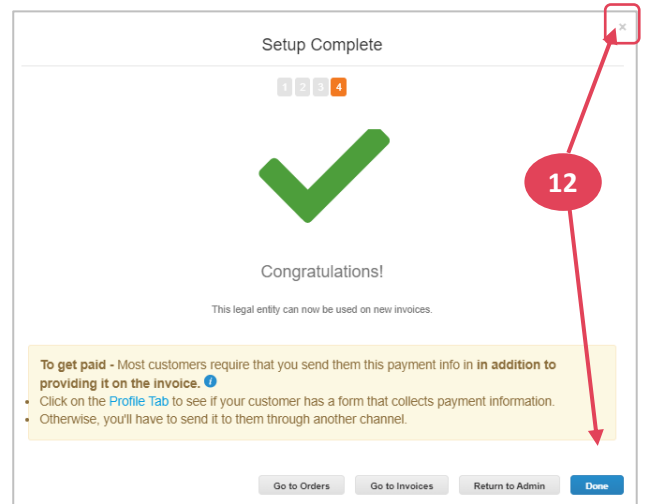 ×
Setup Complete
1 2 3 4
12
Congratulations!
This legal entity can now be used on new invoices.
To get paid - Most customers require that you send them this payment info in in addition to
providing it on the invoice. i
• Click on the Profile Tab to see if your customer has a form that collects payment information.
• Otherwise, you'll have to send it to them through another channel.
Go to Orders Go to Invoices Return to Admin Done